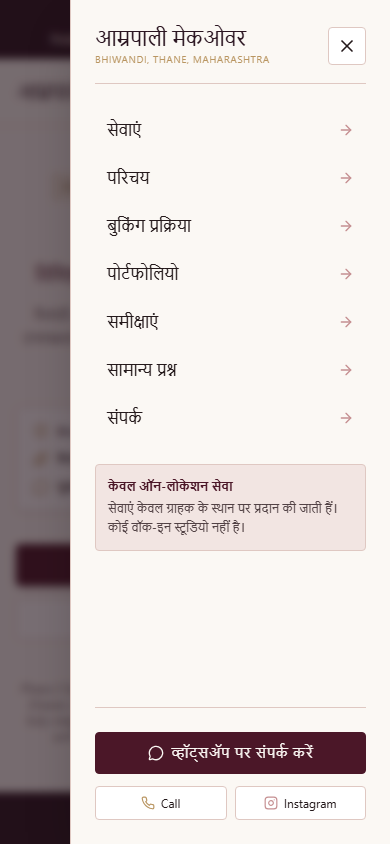 आम्रपाली मेकओवर
BHIWANDI, THANE, MAHARASHTRA
सेवाएं
परिचय
बुकिंग प्रक्रिया
पोर्टफोलियो
समीक्षाएं
सामान्य प्रश्न
संपर्क
केवल ऑन-लोकेशन सेवा
सेवाएं केवल ग्राहक के स्थान पर प्रदान की जाती हैं।
कोई वॉक-इन स्टूडियो नहीं है।
व्हॉट्सअ‍ॅप पर संपर्क करें
Call
Instagram